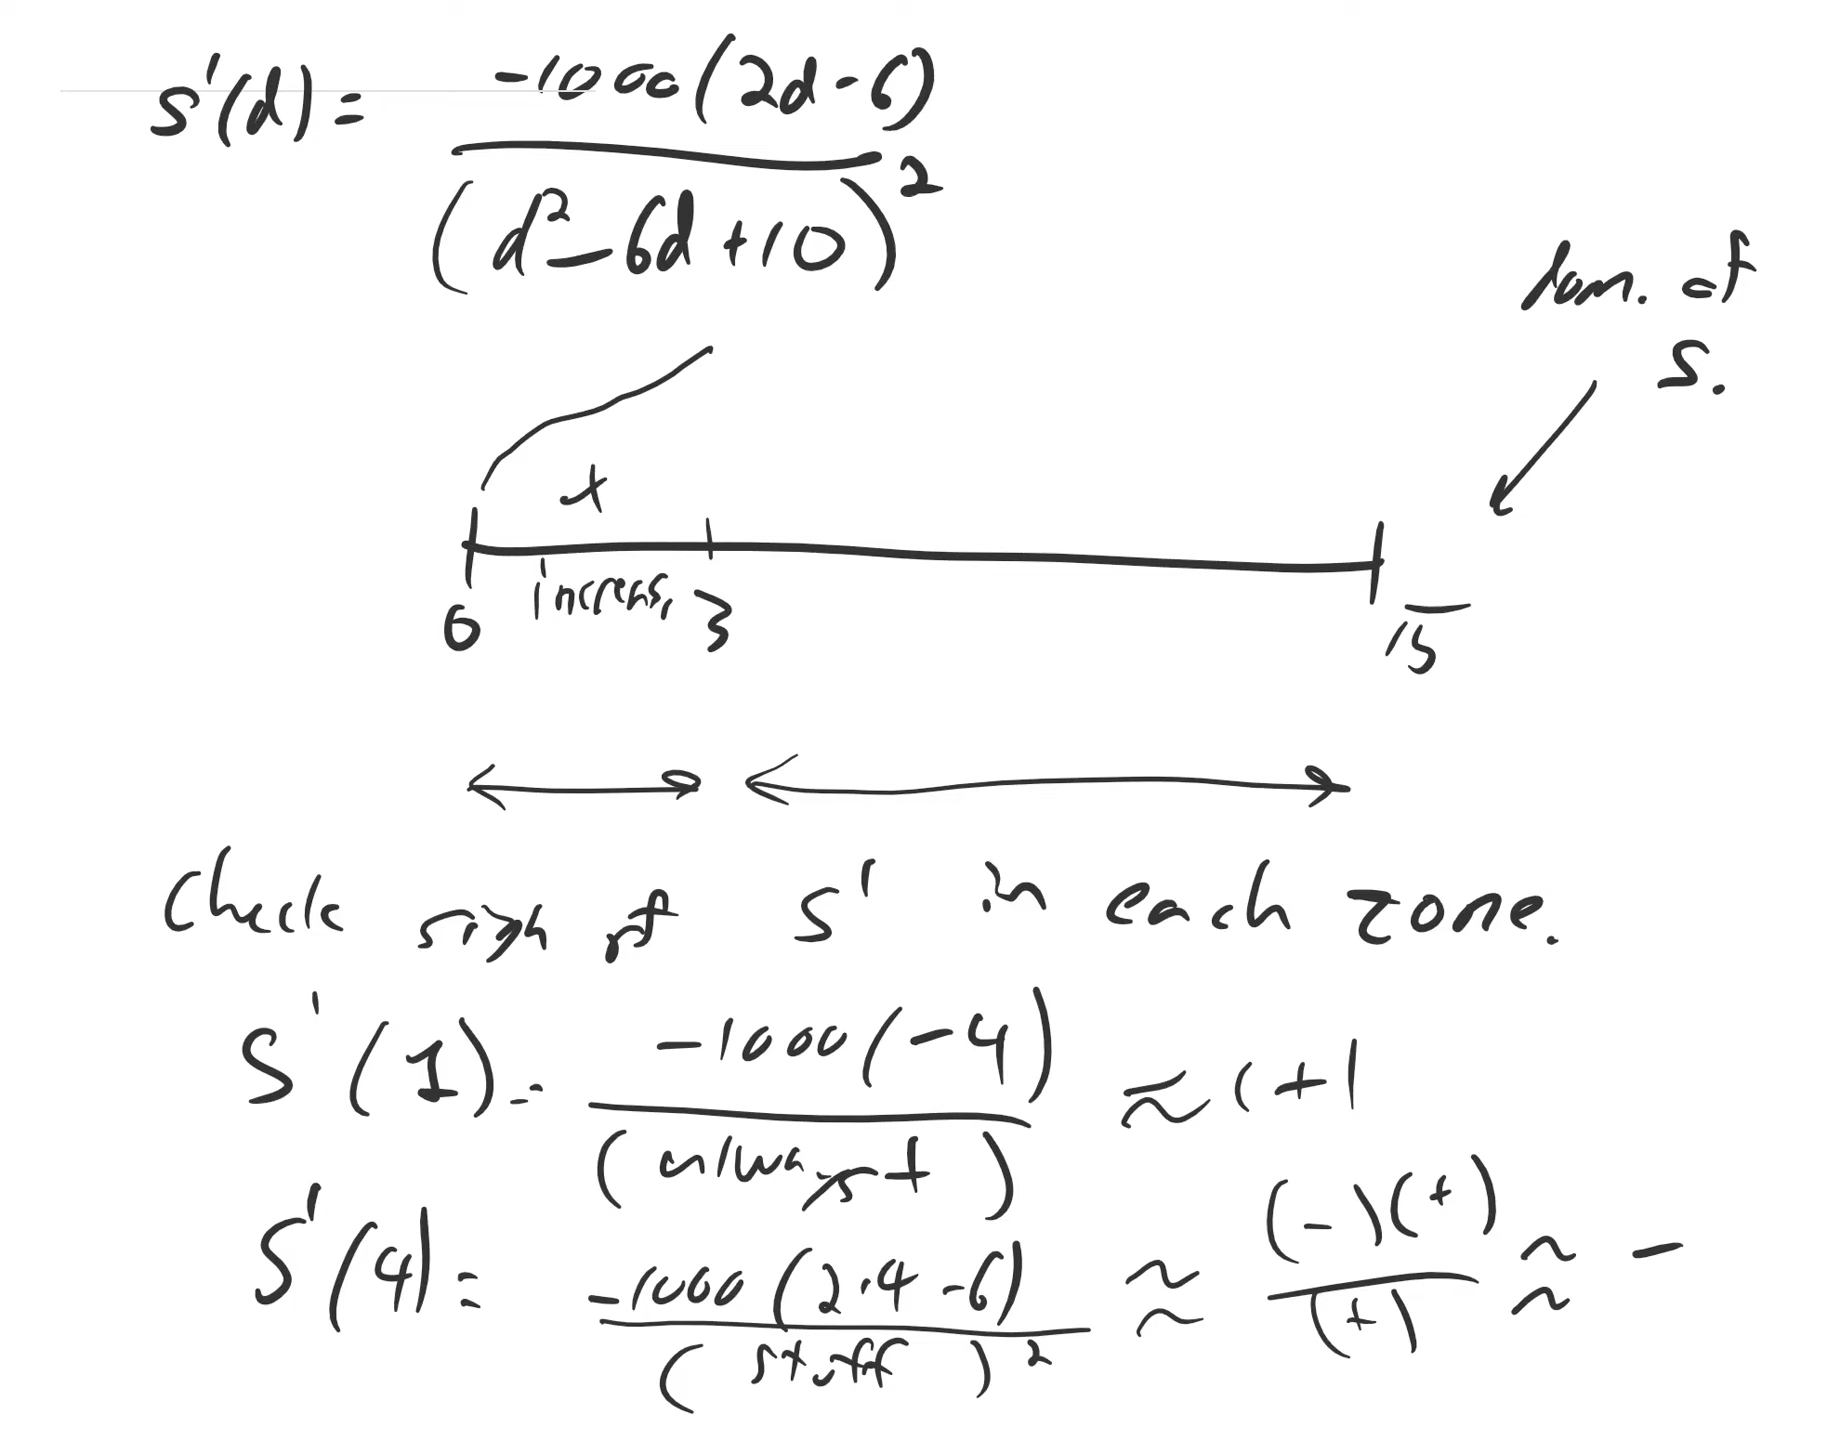 s'(d) = -1000(2d-6)
(d²-6d+10)²
dom. of
S.
+
0 increas, 3 15
Check sign of S' in each zone.
S'(1) = -1000(-4) ≈ (+)
(always +)
S'(4) = -1000(2·4-6) ≈ (-)(+) ≈ -
(stuff)² (+)